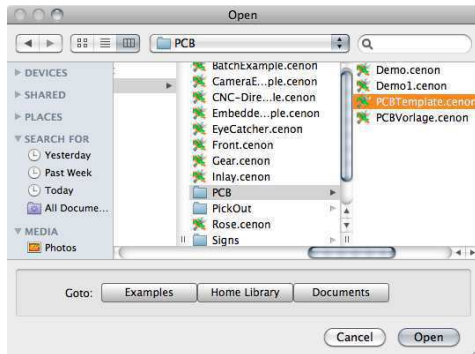 Open
PCB
DEVICES
SHARED
PLACES
SEARCH FOR
Yesterday
Past Week
Today
All Docume...
MEDIA
Photos
BatchExample.cenon
CameraE...ple.cenon
CNC-Dire...le.cenon
Embedde...ple.cenon
EyeCatcher.cenon
Front.cenon
Gear.cenon
Inlay.cenon
PCB
PickOut
Rose.cenon
Signs
Demo.cenon
Demo1.cenon
PCBTemplate.cenon
PCBVorlage.cenon
Goto: Examples Home Library Documents
Cancel Open